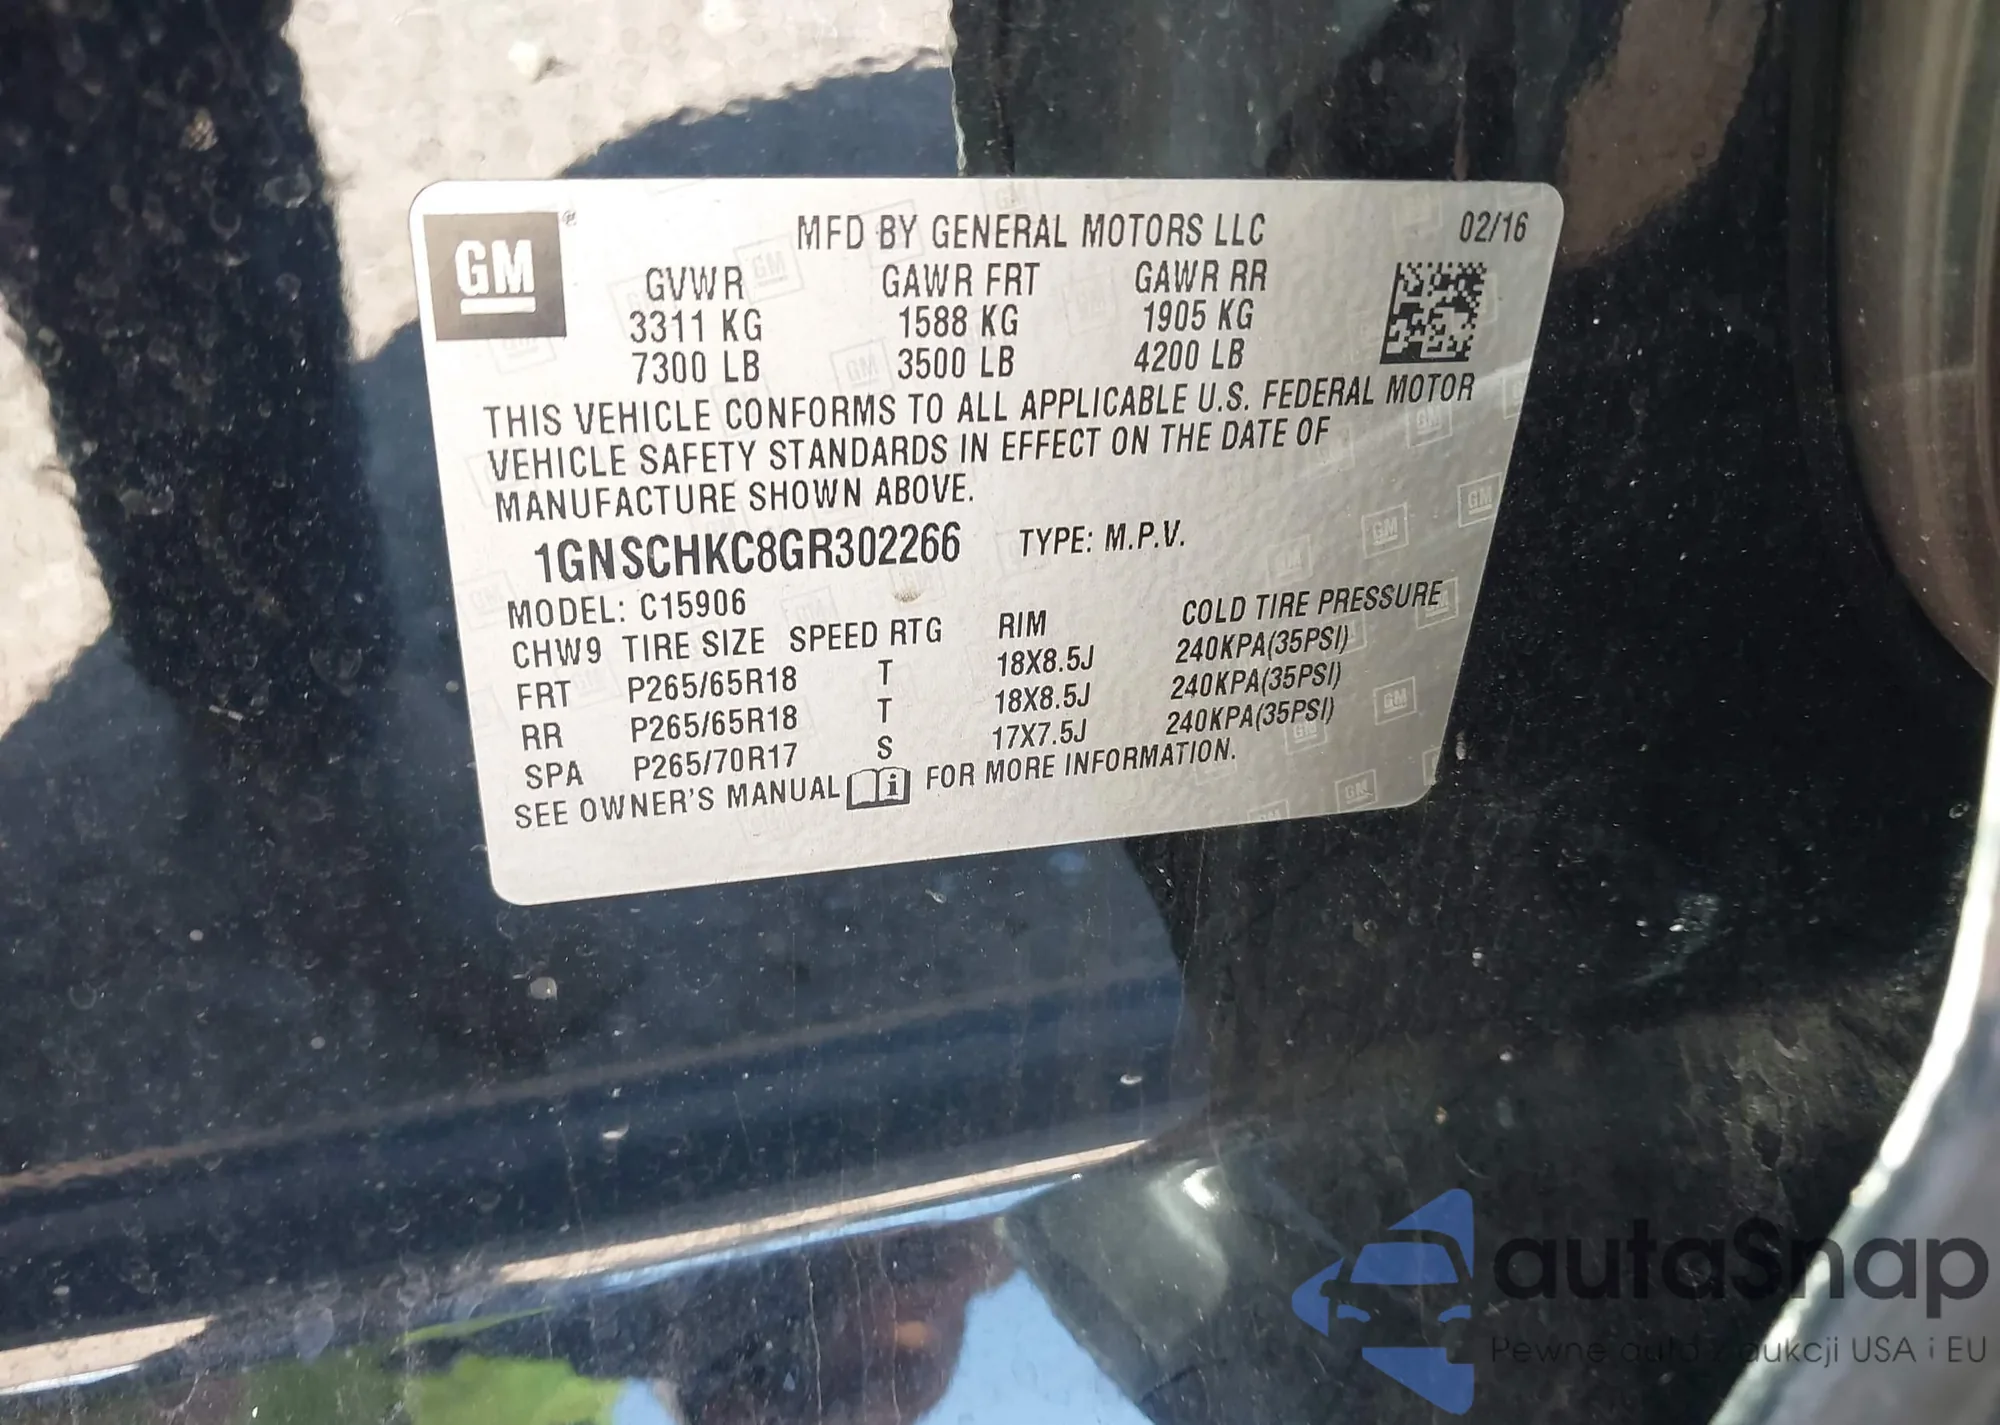 GM®
MFD BY GENERAL MOTORS LLC 02/16
GVWR GAWR FRT GAWR RR
3311 KG 1588 KG 1905 KG
7300 LB 3500 LB 4200 LB
THIS VEHICLE CONFORMS TO ALL APPLICABLE U.S. FEDERAL MOTOR
VEHICLE SAFETY STANDARDS IN EFFECT ON THE DATE OF
MANUFACTURE SHOWN ABOVE.
1GNSCHKC8GR302266 TYPE: M.P.V.
MODEL: C15906
CHW9 TIRE SIZE SPEED RTG RIM COLD TIRE PRESSURE
FRT P265/65R18 T 18X8.5J 240KPA(35PSI)
RR P265/65R18 T 18X8.5J 240KPA(35PSI)
SPA P265/70R17 S 17X7.5J 240KPA(35PSI)
SEE OWNER'S MANUAL i FOR MORE INFORMATION.
autaSnap
Pewne auta z aukcji USA i EU